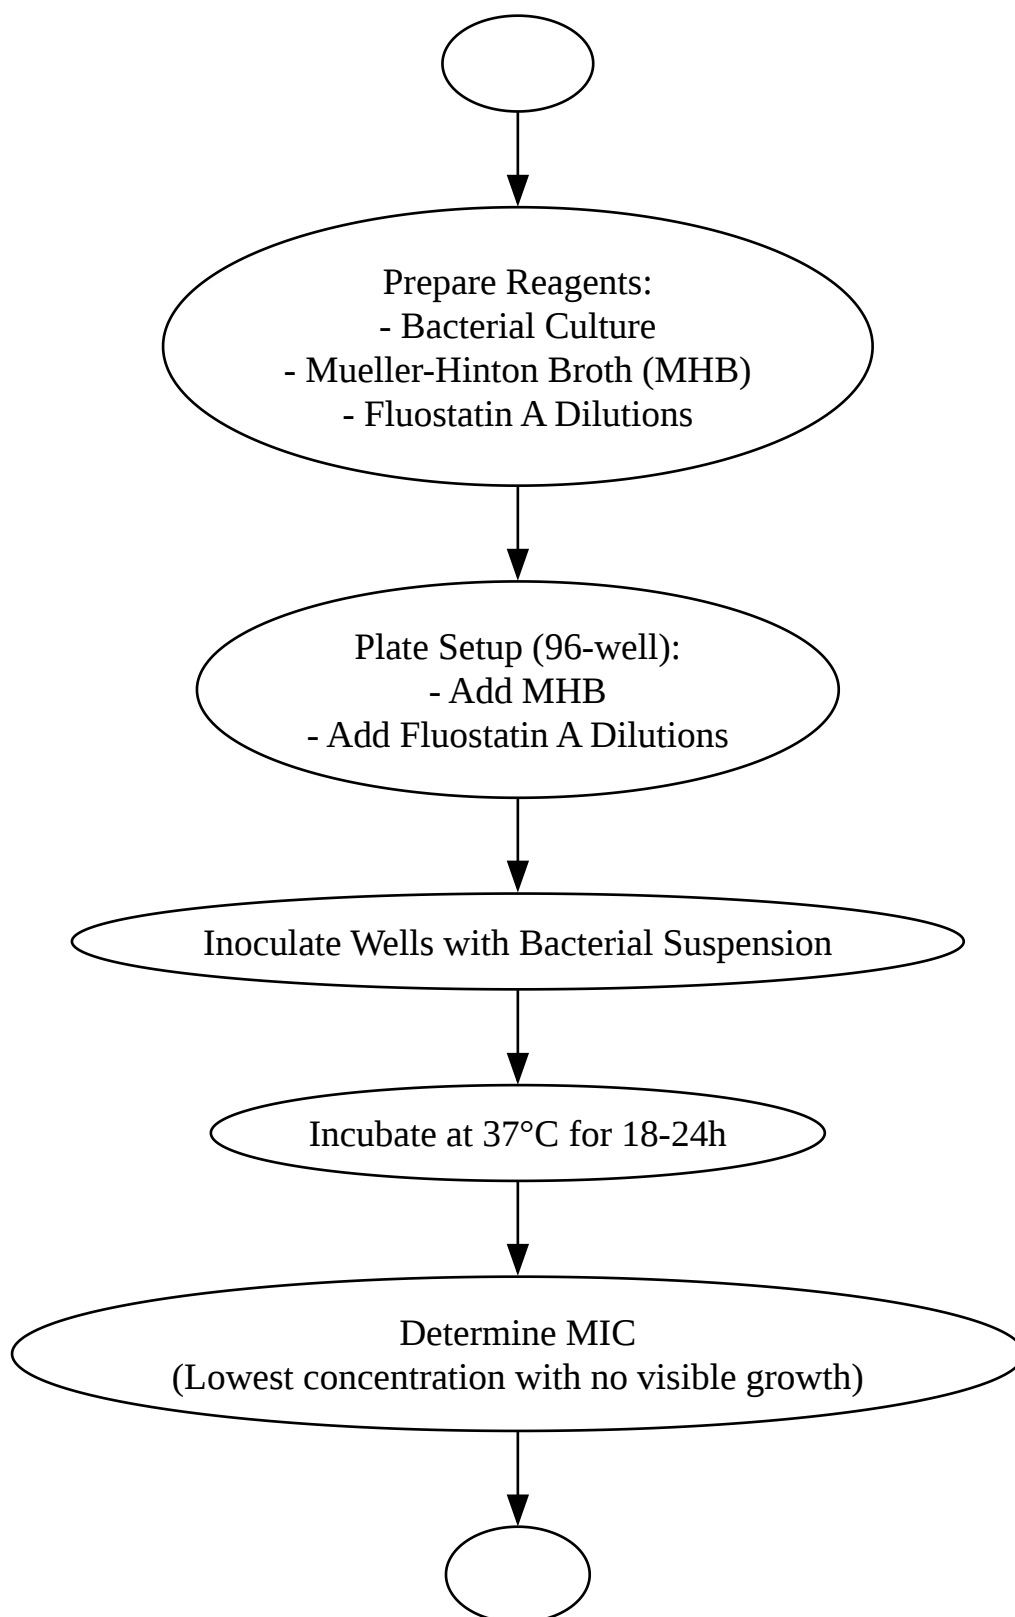 Prepare Reagents:
- Bacterial Culture
- Mueller-Hinton Broth (MHB)
- Fluostatin A Dilutions
Plate Setup (96-well):
- Add MHB
- Add Fluostatin A Dilutions
Inoculate Wells with Bacterial Suspension
Incubate at 37°C for 18-24h
Determine MIC
(Lowest concentration with no visible growth)